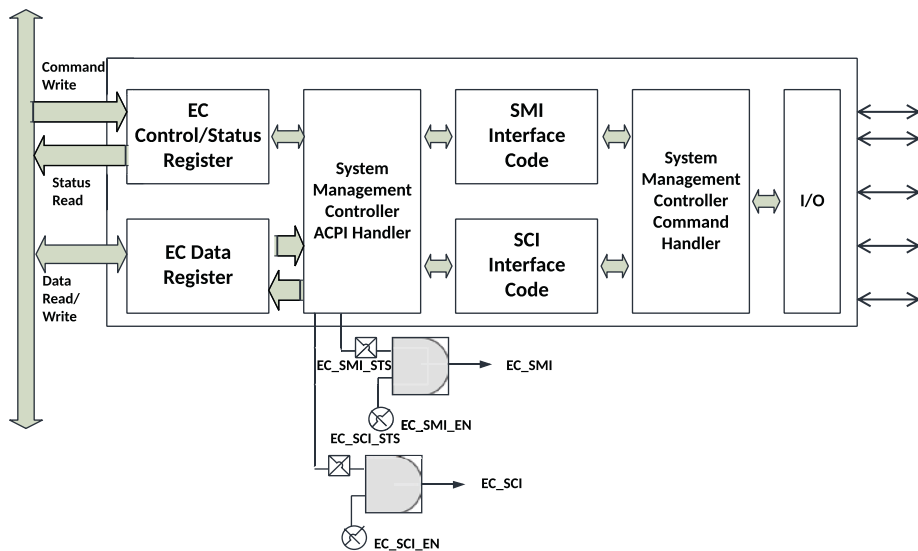 Command
Write
EC
Control/Status
Register
Status
Read
EC Data
Register
Data
Read/
Write
System
Management
Controller
ACPI Handler
SMI
Interface
Code
SCI
Interface
Code
System
Management
Controller
Command
Handler
I/O
EC_SMI_STS
EC_SMI
EC_SMI_EN
EC_SCI_STS
EC_SCI
EC_SCI_EN